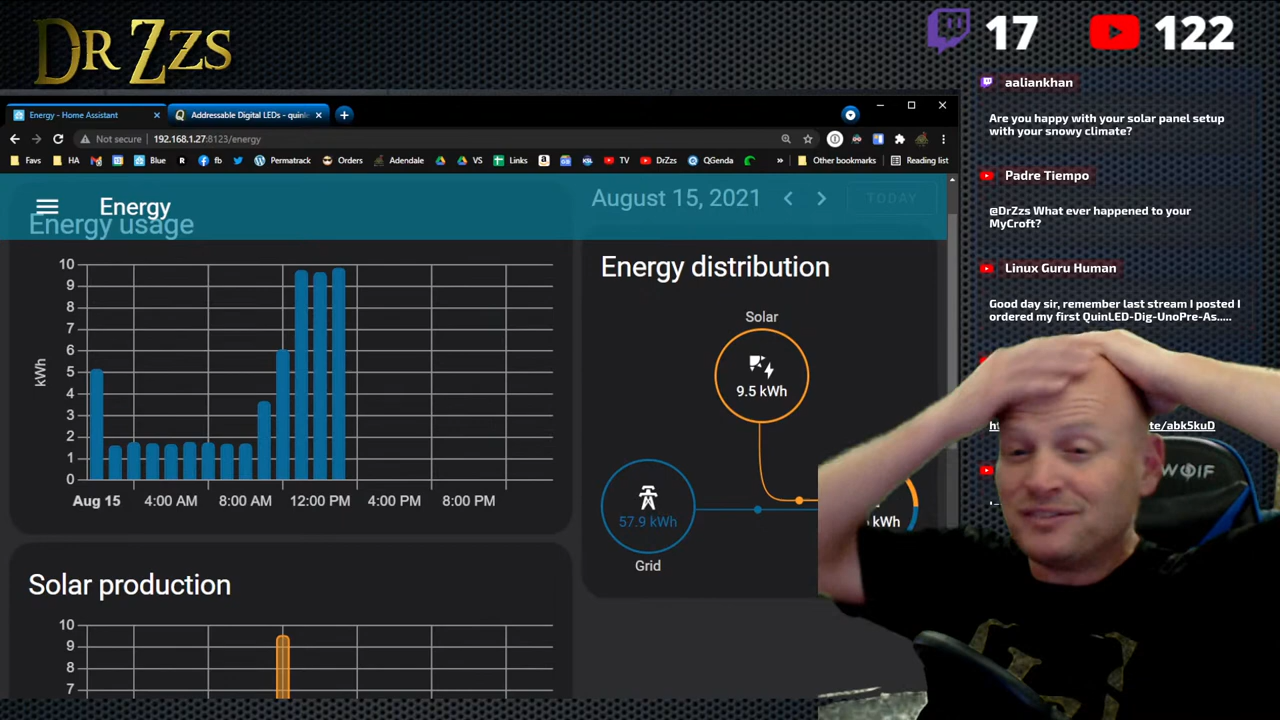 DR ZZS
17
122
Energy - Home Assistant
Addressable Digital LEDs - quinle
Not secure
192.168.1.27:8123/energy
Favs
HA
Blue
R
fb
Permatrack
Orders
Adendale
VS
Links
TV
DrZzs
QGenda
»
Other bookmarks
Reading list
Energy
Energy usage
August 15, 2021
TODAY
10
9
8
7
6
5
4
3
2
1
0
kWh
Aug 15
4:00 AM
8:00 AM
12:00 PM
4:00 PM
8:00 PM
Energy distribution
Solar
9.5 kWh
57.9 kWh
Grid
kWh
Solar production
10
9
8
7
aaliankhan
Are you happy with your solar panel setup
with your snowy climate?
Padre Tiempo
@DrZzs What ever happened to your
MyCroft?
Linux Guru Human
Good day sir, remember last stream I posted I
ordered my first QuinLED-Dig-UnoPre-As.....
te/abk5kuD
WOLF